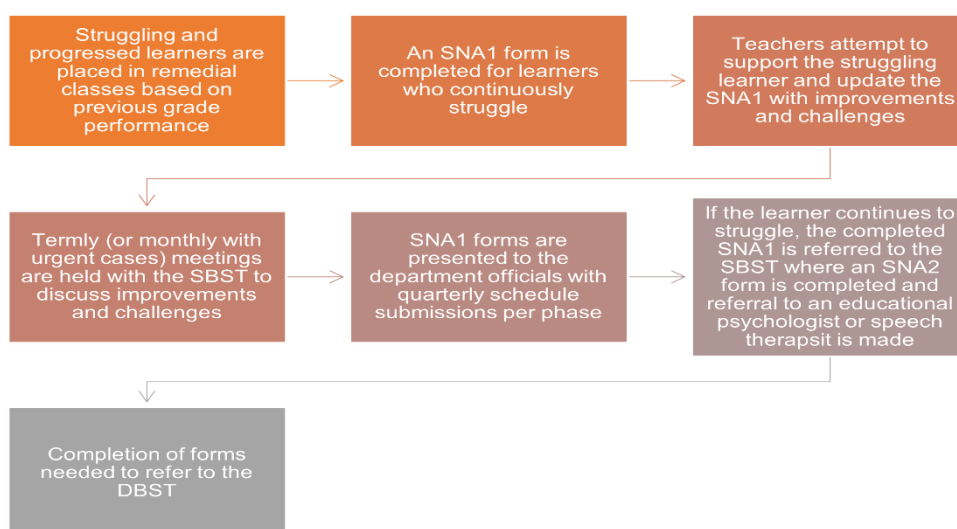 Struggling and
progressed learners are
placed in remedial
classes based on
previous grade
performance
An SNA1 form is
completed for learners
who continuously
struggle
Teachers attempt to
support the struggling
learner and update the
SNA1 with improvements
and challenges
Termly (or monthly with
urgent cases) meetings
are held with the SBST to
discuss improvements
and challenges
SNA1 forms are
presented to the
department officials with
quarterly schedule
submissions per phase
If the learner continues to
struggle, the completed
SNA1 is referred to the
SBST where an SNA2
form is completed and
referral to an educational
psychologist or speech
therapsit is made
Completion of forms
needed to refer to the
DBST